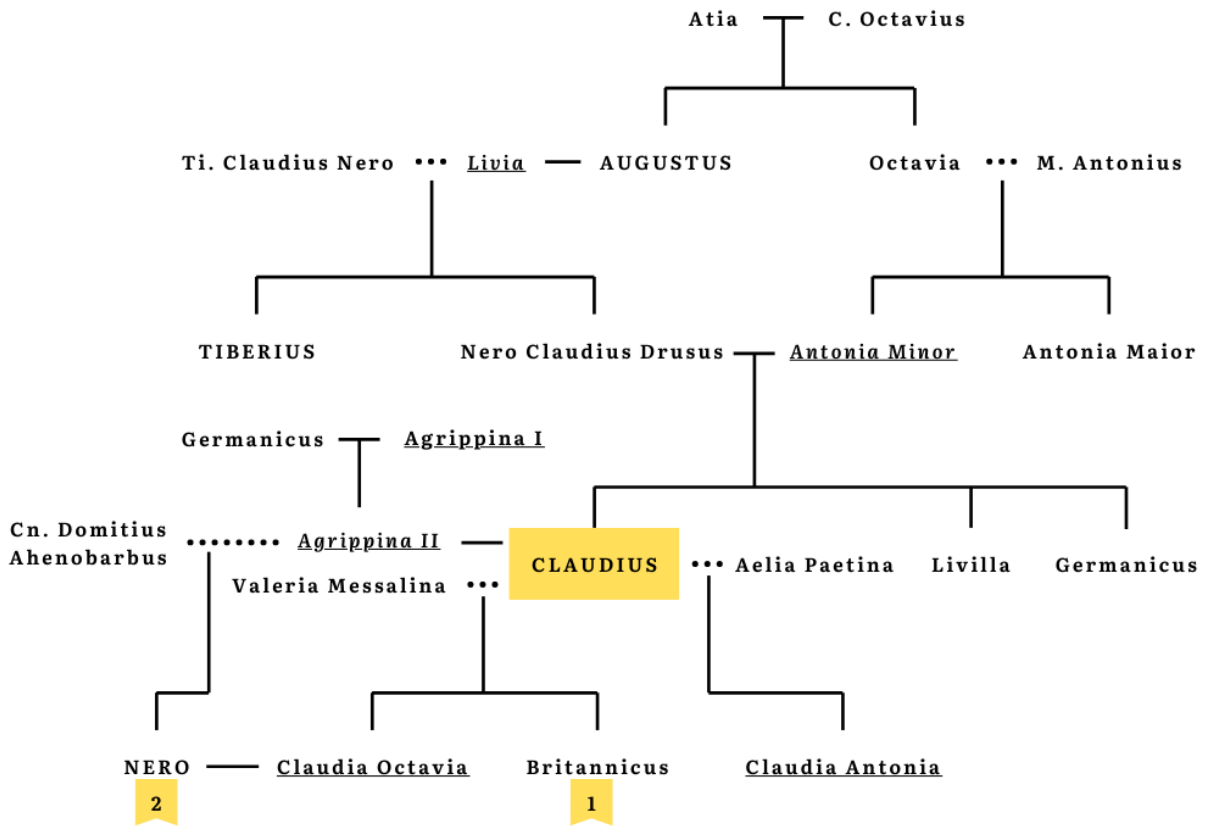 Atia C. Octavius
Ti. Claudius Nero Livia AUGUSTUS Octavia M. Antonius
TIBERIUS Nero Claudius Drusus Antonia Minor Antonia Maior
Germanicus Agrippina I
Cn. Domitius
Ahenobarbus
Agrippina II
Valeria Messalina
CLAUDIUS Aelia Paetina Livilla Germanicus
NERO Claudia Octavia Britannicus Claudia Antonia
2 1